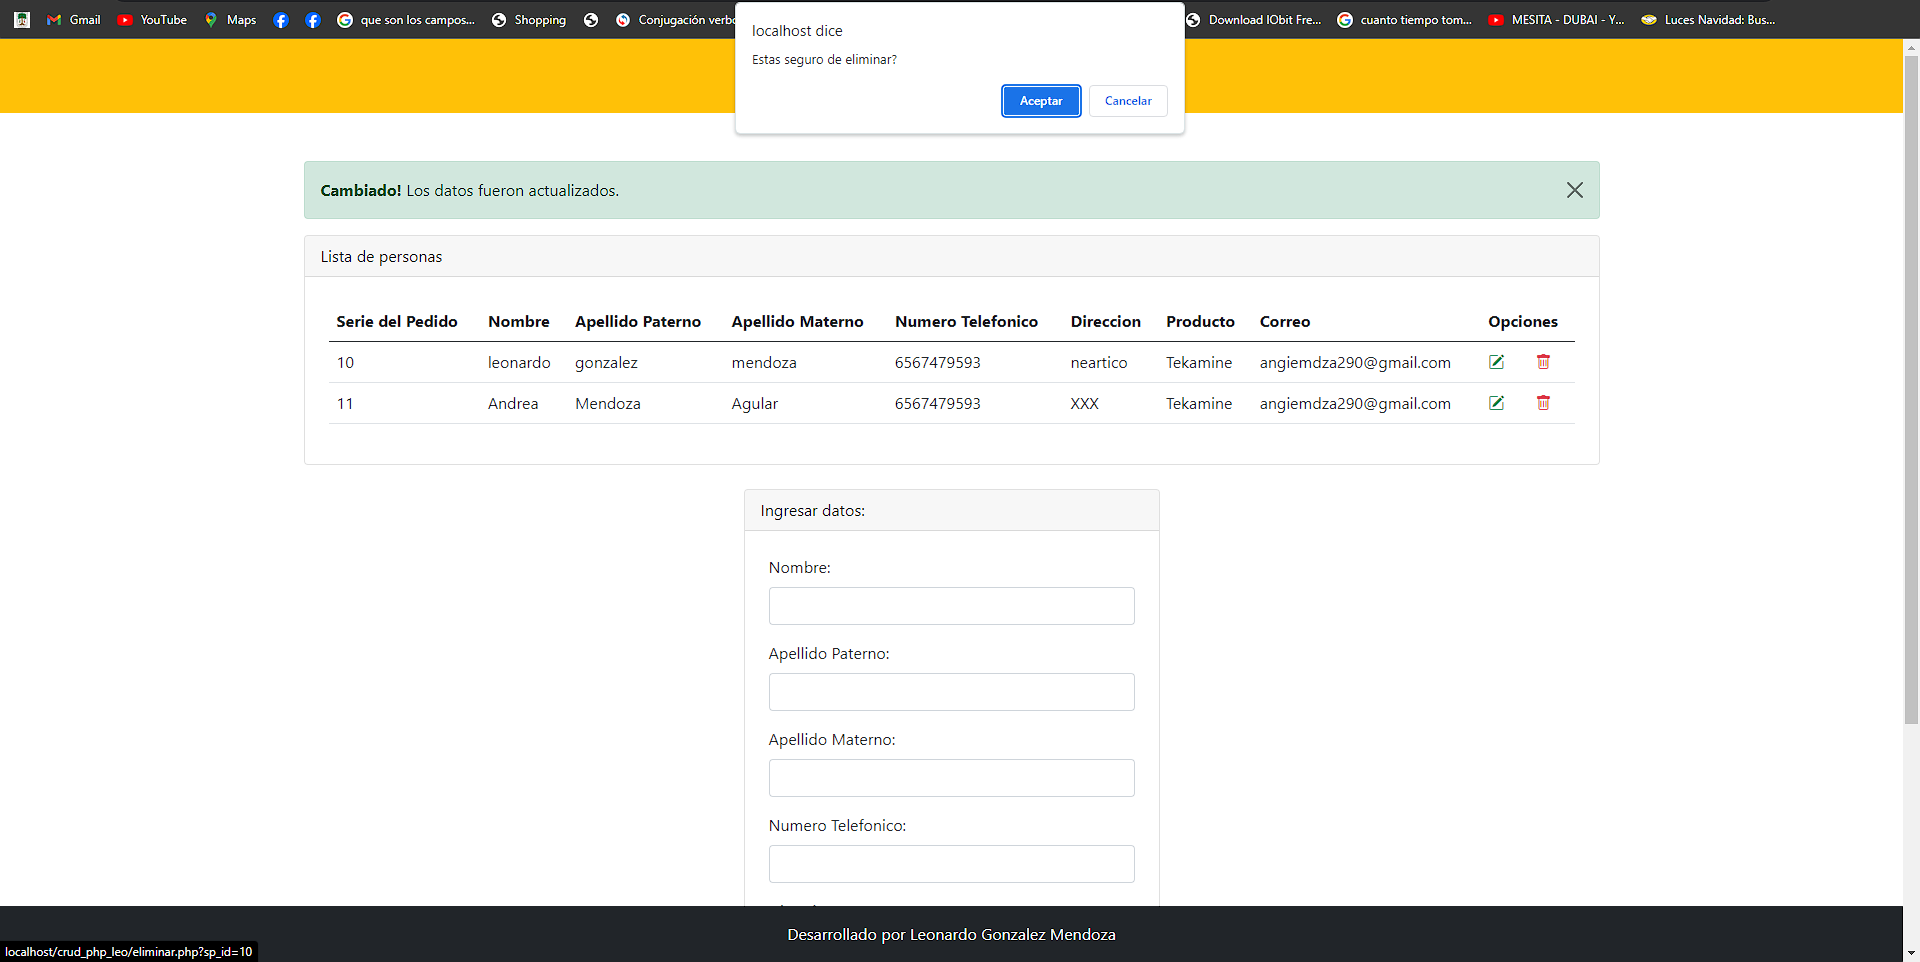 Gmail YouTube Maps que son los campos... Shopping Conjugación verbo Download IObit Fre... cuanto tiempo tom... MESITA - DUBAI - Y... Luces Navidad: Bus...
localhost dice
Estas seguro de eliminar?
Aceptar Cancelar
Cambiado! Los datos fueron actualizados.
Lista de personas
Serie del Pedido Nombre Apellido Paterno Apellido Materno Numero Telefonico Direccion Producto Correo Opciones
10 leonardo gonzalez mendoza 6567479593 neartico Tekamine angiemdza290@gmail.com
11 Andrea Mendoza Agular 6567479593 XXX Tekamine angiemdza290@gmail.com
Ingresar datos:
Nombre:
Apellido Paterno:
Apellido Materno:
Numero Telefonico:
Desarrollado por Leonardo Gonzalez Mendoza
localhost/crud_php_leo/eliminar.php?sp_id=10